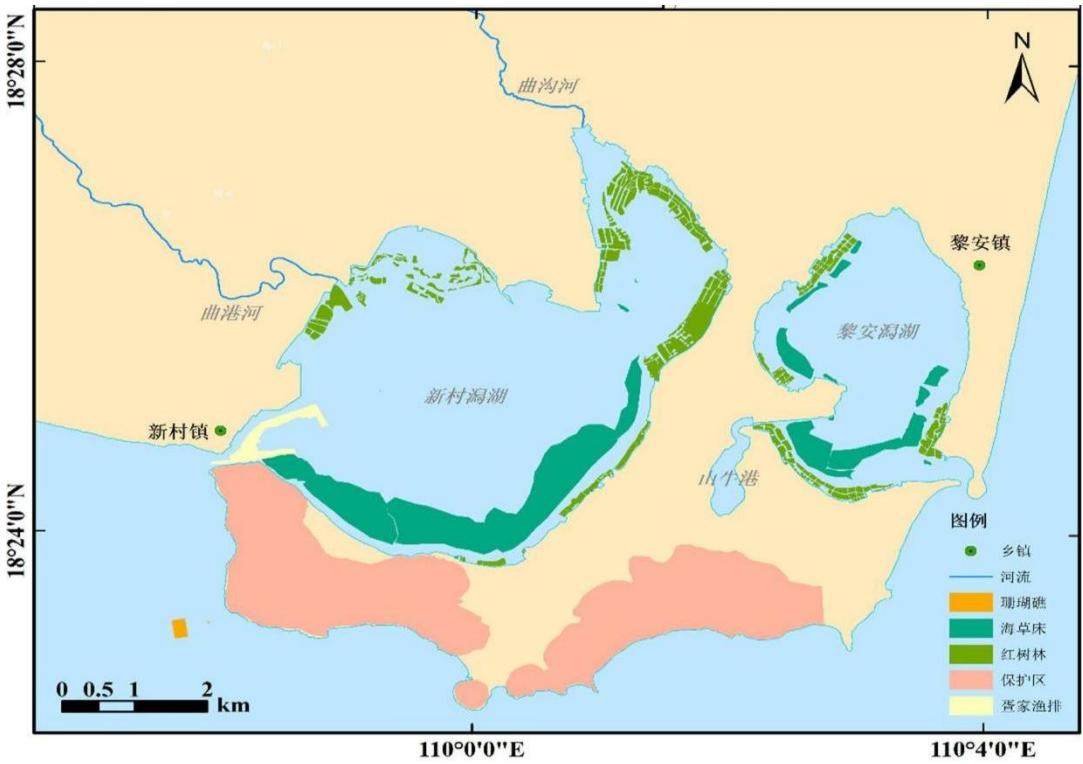 18°28'0"N
18°24'0"N
N
曲沟河
黎安镇
曲港河
黎安潟湖
新村潟湖
新村镇
山牛港
图例
乡镇
河流
珊瑚礁
海草床
红树林
保护区
疍家渔排
0 0.5 1 2 km
110°0'0"E
110°4'0"E